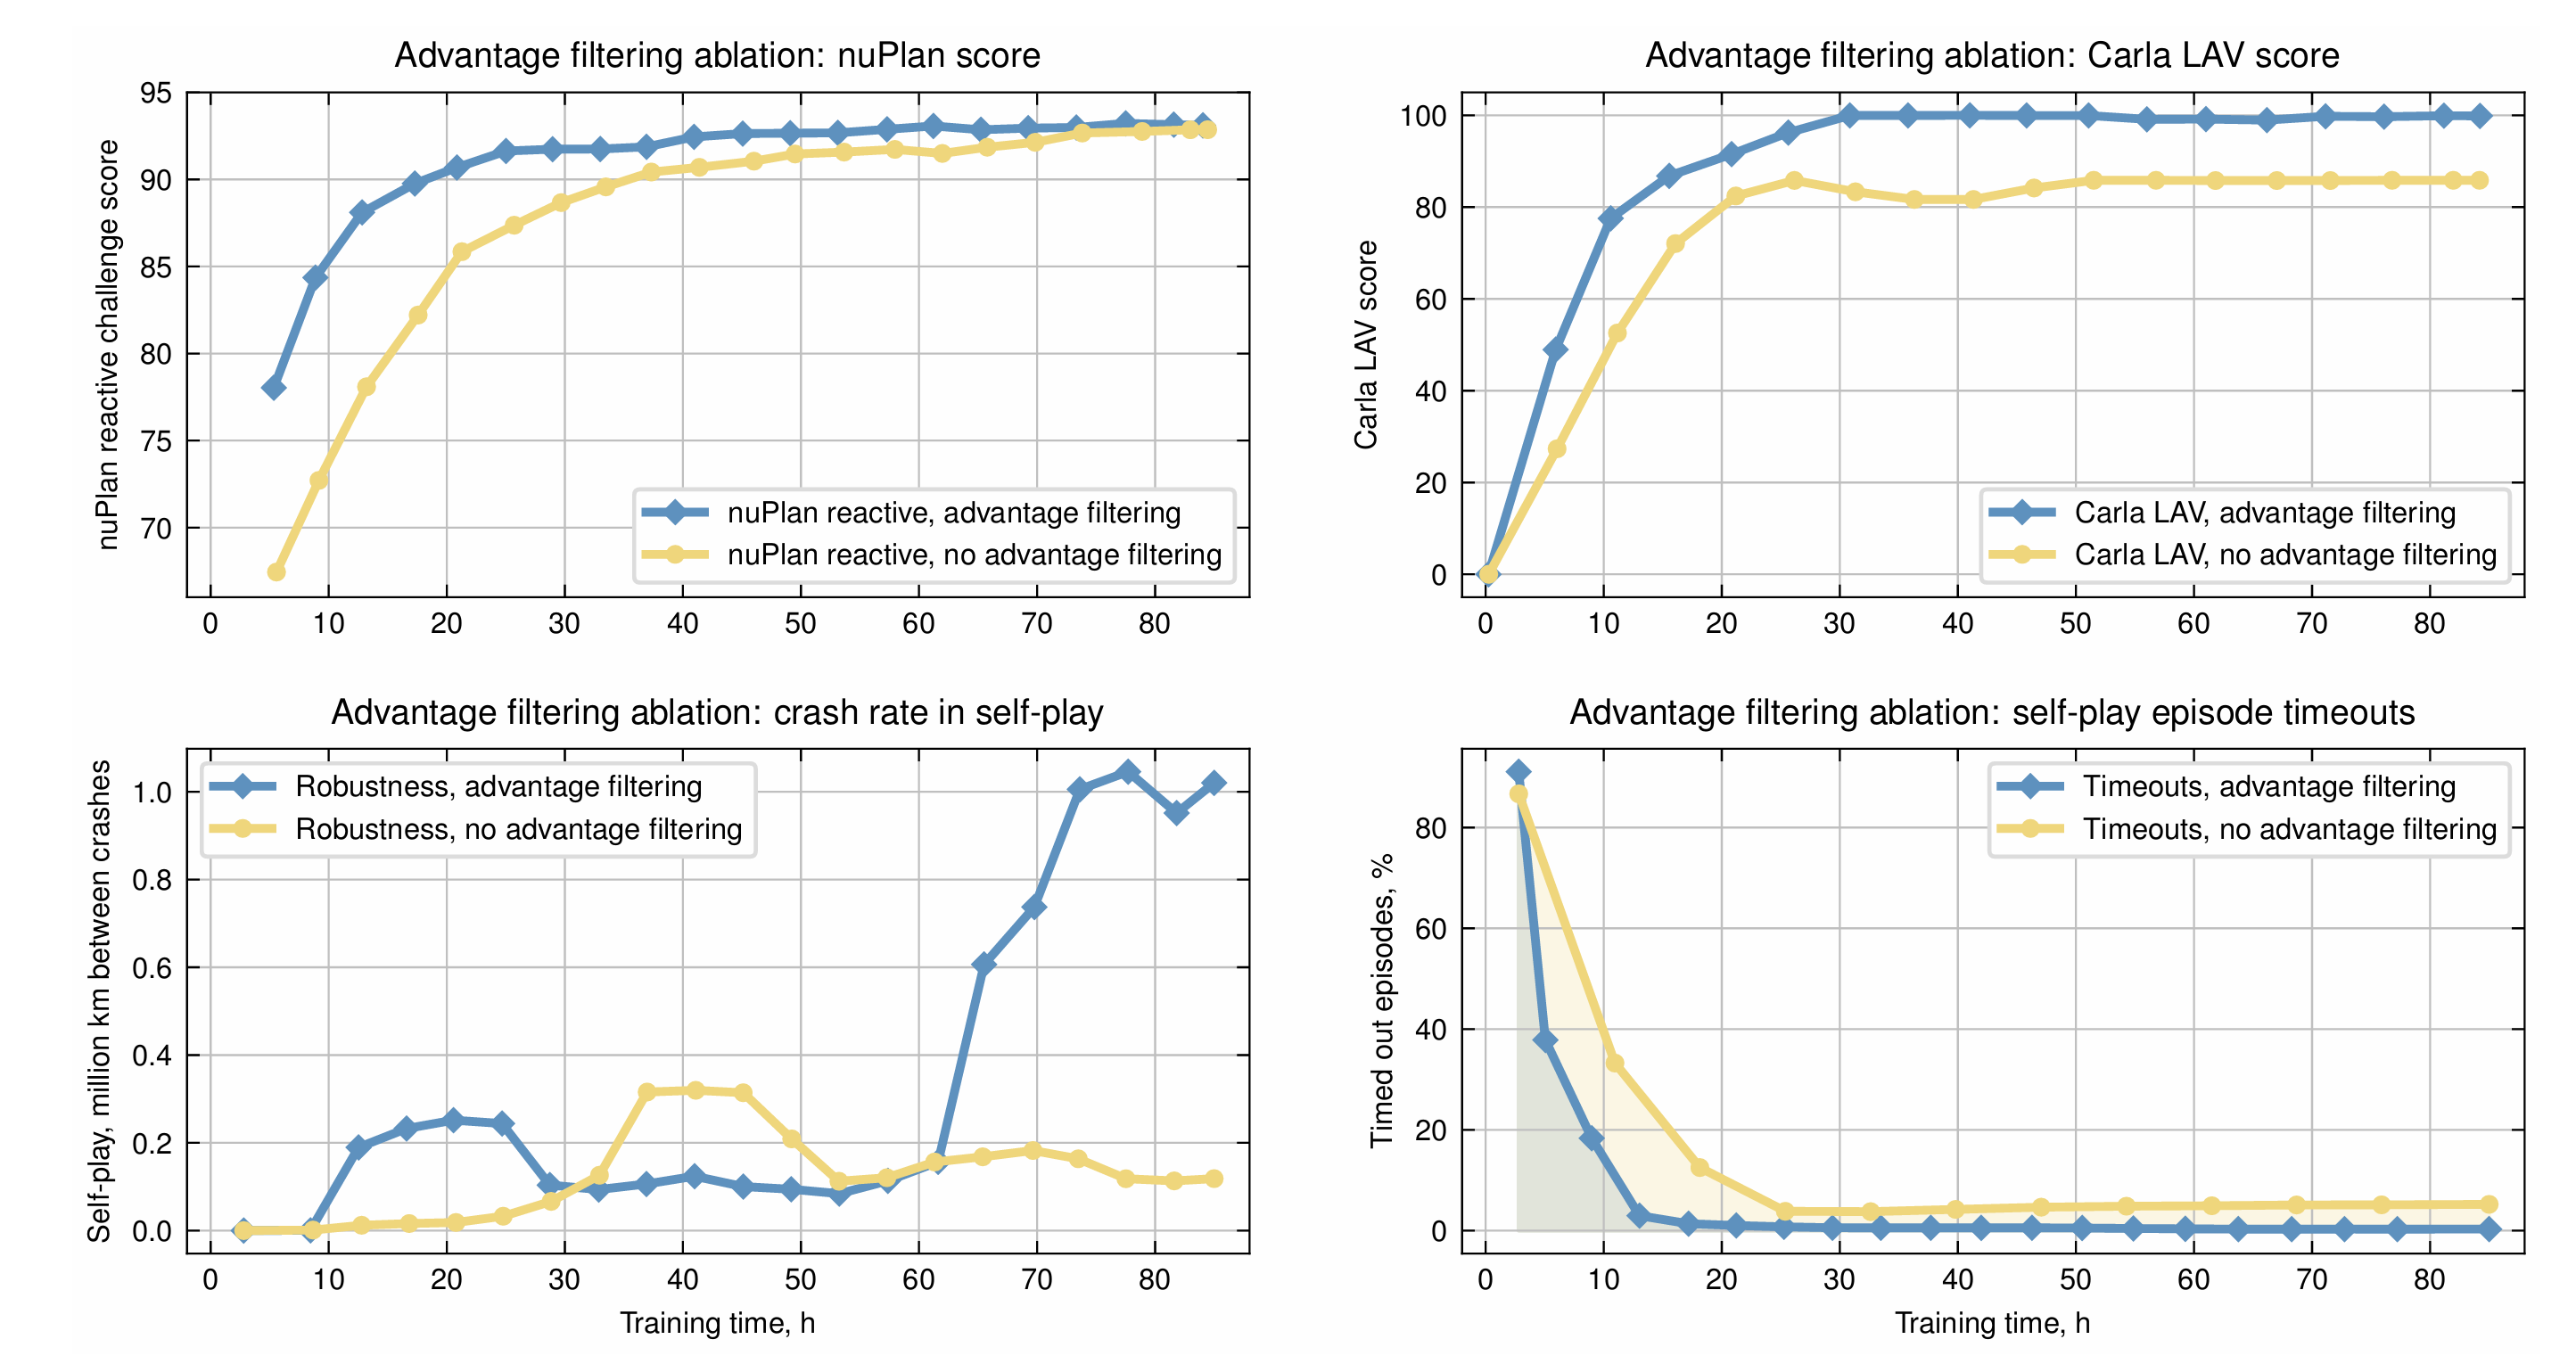 Advantage filtering ablation: nuPlan score
nuPlan reactive challenge score
95
90
85
80
75
70
nuPlan reactive, advantage filtering
nuPlan reactive, no advantage filtering
0 10 20 30 40 50 60 70 80
Advantage filtering ablation: Carla LAV score
Carla LAV score
100
80
60
40
20
0
Carla LAV, advantage filtering
Carla LAV, no advantage filtering
0 10 20 30 40 50 60 70 80
Advantage filtering ablation: crash rate in self-play
Self-play, million km between crashes
Robustness, advantage filtering
Robustness, no advantage filtering
1.0
0.8
0.6
0.4
0.2
0.0
0 10 20 30 40 50 60 70 80
Training time, h
Advantage filtering ablation: self-play episode timeouts
Timed out episodes, %
Timeouts, advantage filtering
Timeouts, no advantage filtering
80
60
40
20
0
0 10 20 30 40 50 60 70 80
Training time, h